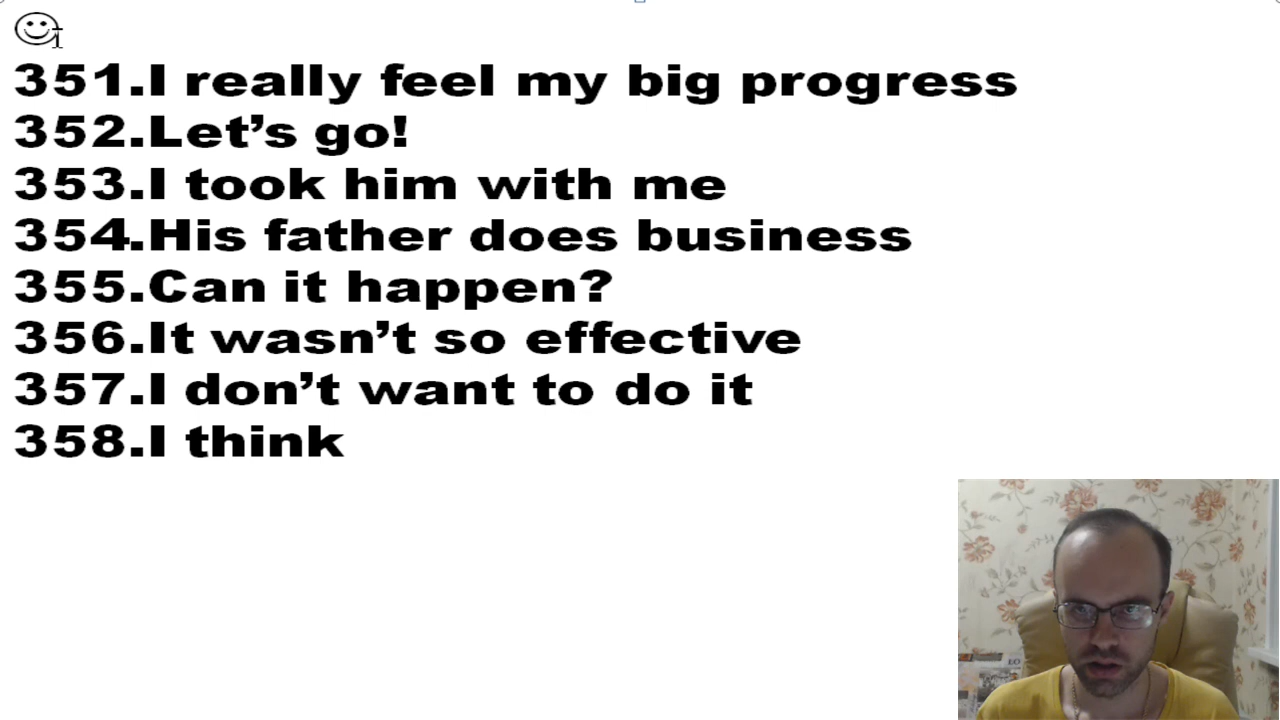 351.I really feel my big progress
352.Let’s go!
353.I took him with me
354.His father does business
355.Can it happen?
356.It wasn’t so effective
357.I don’t want to do it
358.I think